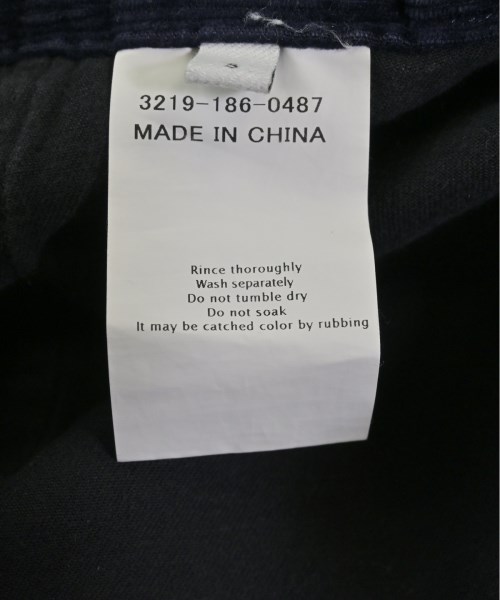 3219-186-0487
MADE IN CHINA
Rince thoroughly
Wash separately
Do not tumble dry
Do not soak
It may be catched color by rubbing